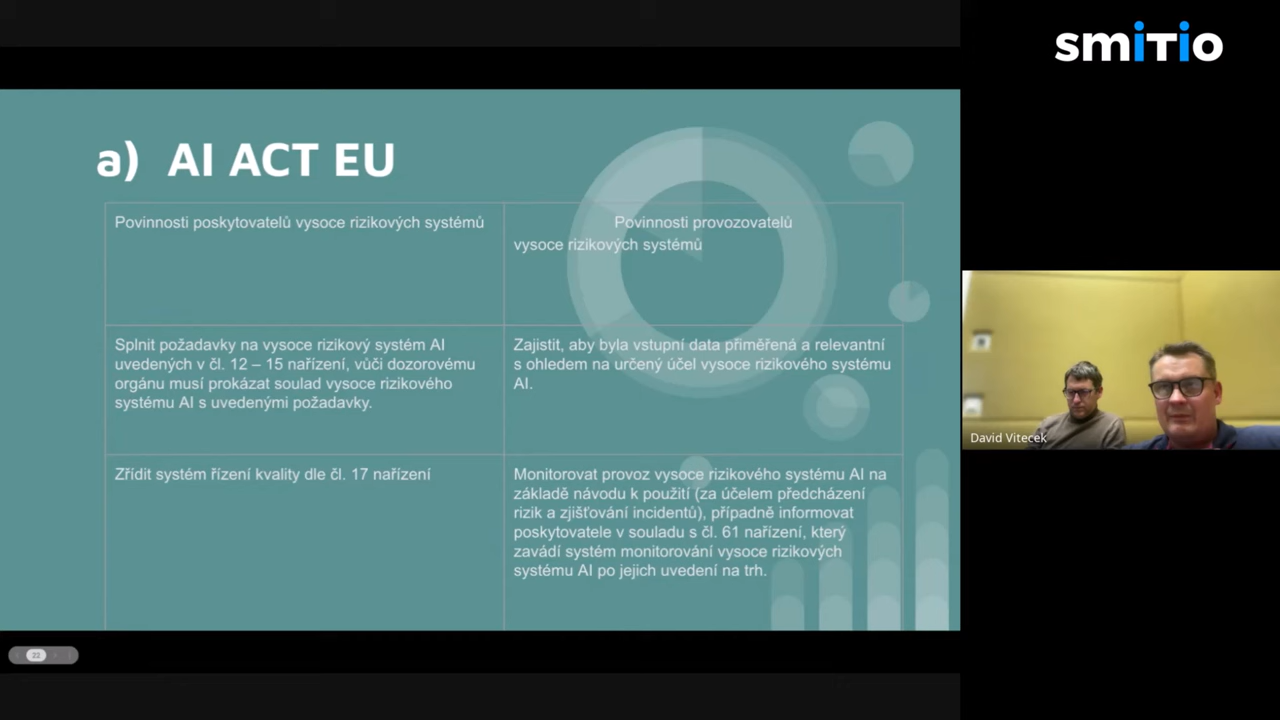 smiTio
a) AI ACT EU
Povinnosti poskytovatelů vysoce rizikových systémů
Povinnosti provozovatelů
vysoce rizikových systémů
Splnit požadavky na vysoce rizikový systém AI
uvedených v čl. 12 – 15 nařízení, vůči dozorovému
orgánu musí prokázat soulad vysoce rizikového
systému AI s uvedenými požadavky.
Zajistit, aby byla vstupní data přiměřená a relevantní
s ohledem na určený účel vysoce rizikového systému
AI.
Zřídit systém řízení kvality dle čl. 17 nařízení
Monitorovat provoz vysoce rizikového systému AI na
základě návodu k použití (za účelem předcházení
rizik a zjišťování incidentů), případně informovat
poskytovatele v souladu s čl. 61 nařízení, který
zavádí systém monitorování vysoce rizikových
systému AI po jejich uvedení na trh.
David Vitecek
22